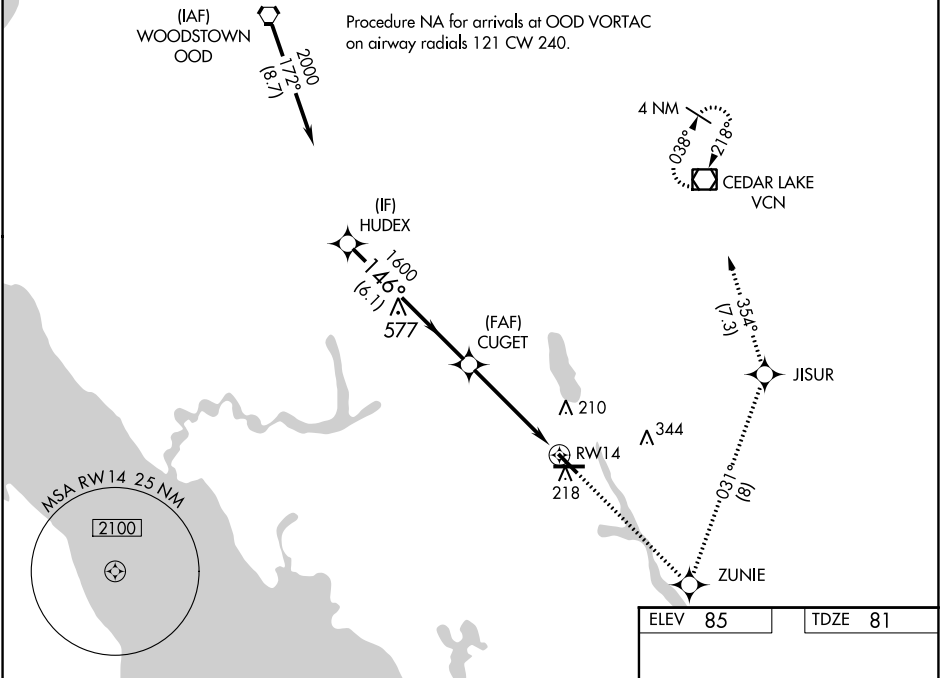 (IAF)
WOODSTOWN
OOD
Procedure NA for arrivals at OOD VORTAC
on airway radials 121 CW 240.
2000
172°
(8.7)
4 NM
038°
218°
CEDAR LAKE
VCN
(IF)
HUDEX
1600
146°
(6.1)
577
(FAF)
CUGET
354°
(7.3)
JISUR
210
344
RW14
218
031°
(8)
MSA RW14 25 NM
2100
ZUNIE
ELEV 85
TDZE 81